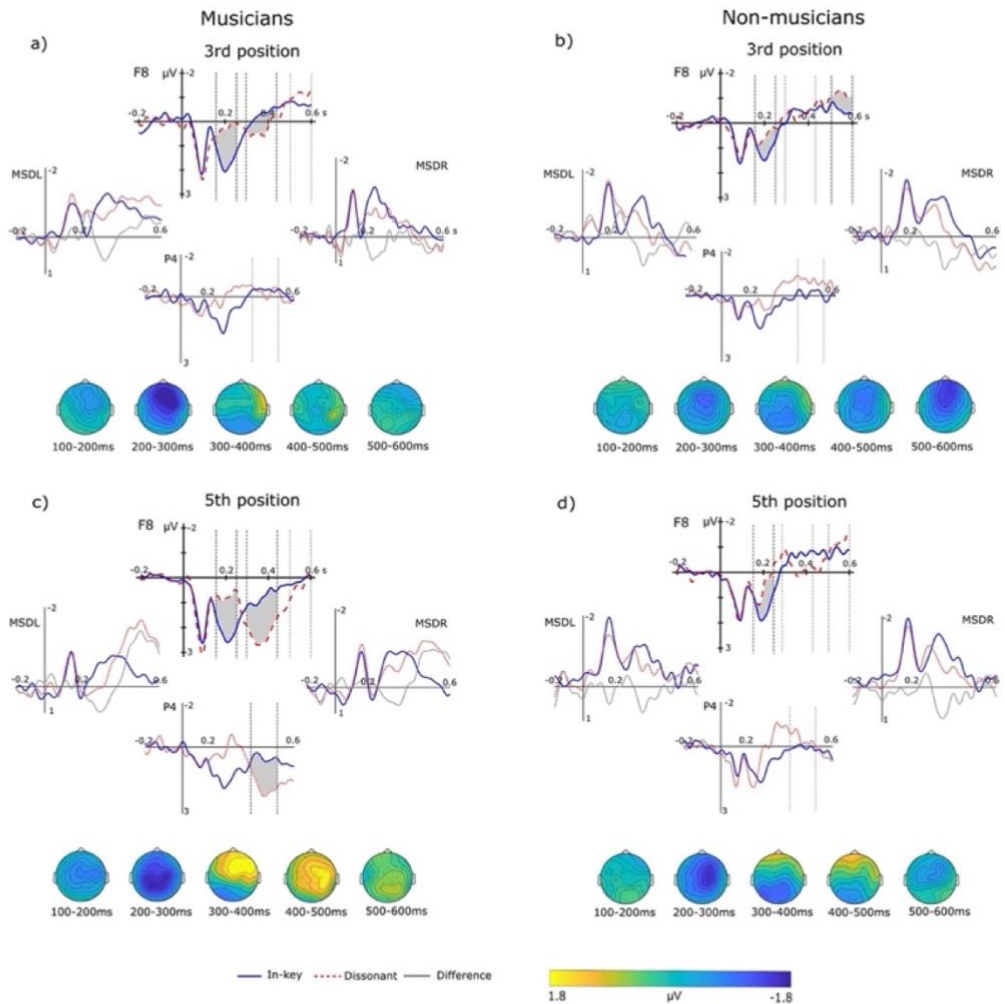 Musicians
Non-musicians
a)
3rd position
F8 µV -2
-0.2 0.2 0.6 s
3
MSDL -2
-0.2 0.2 0.6
1
MSDR
-2
-0.2 0.2 0.6 s
1
P4 -2
-0.2 0.2 0.6
3
100-200ms 200-300ms 300-400ms 400-500ms 500-600ms
b)
3rd position
F8 µV -2
-0.2 0.2 0.6 s
3
MSDL -2
-0.2 0.2 0.6
1
MSDR
-2
-0.2 0.2 0.6
1
P4 -2
-0.2 0.2 0.6
3
100-200ms 200-300ms 300-400ms 400-500ms 500-600ms
c)
5th position
F8 µV -2
-0.2 0.2 0.6 s
3
MSDL -2
-0.2 0.2 0.6
1
MSDR
-2
-0.2 0.2 0.6
1
P4 -2
-0.2 0.2 0.6
3
100-200ms 200-300ms 300-400ms 400-500ms 500-600ms
d)
5th position
F8 µV -2
-0.2 0.2 0.6
3
MSDL -2
-0.2 0.2 0.6
1
MSDR
-2
-0.2 0.2 0.6
1
P4 -2
-0.2 0.2 0.6
3
100-200ms 200-300ms 300-400ms 400-500ms 500-600ms
In-key Dissonant Difference
1.8 µV -1.8